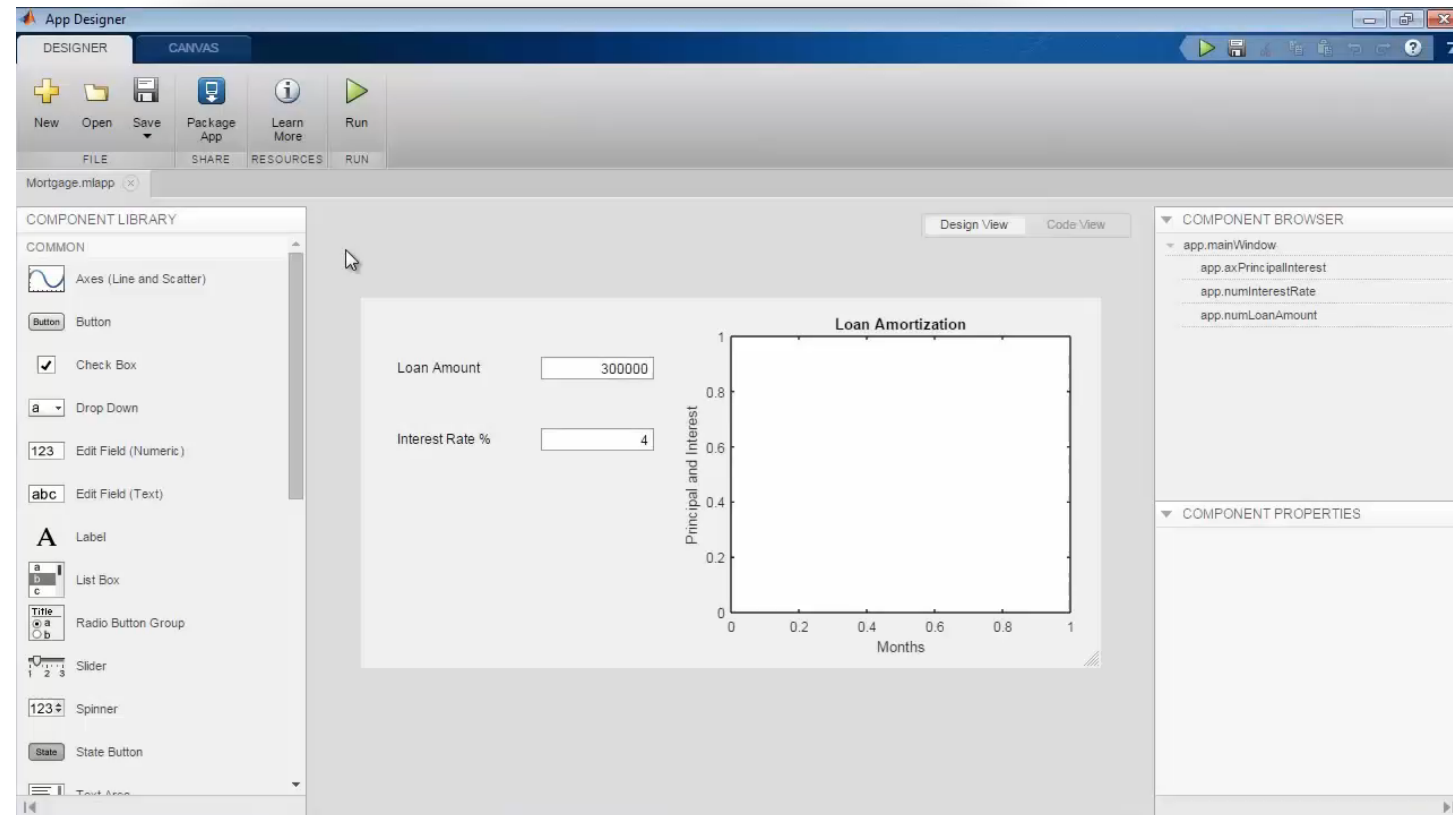 App Designer
DESIGNER CANVAS
New Open Save Package App Learn More Run
FILE SHARE RESOURCES RUN
Mortgage.mlapp
COMPONENT LIBRARY
COMMON
Axes (Line and Scatter)
Button Button
Check Box
a Drop Down
123 Edit Field (Numeric)
abc Edit Field (Text)
A Label
a
b List Box
c
Title
a Radio Button Group
b
1 2 3 Slider
123 Spinner
State State Button
Text Area
Design View Code View
Loan Amount 300000
Interest Rate % 4
Loan Amortization
Principal and Interest
1
0.8
0.6
0.4
0.2
0
0 0.2 0.4 0.6 0.8 1
Months
COMPONENT BROWSER
app.mainWindow
app.axPrincipalInterest
app.numInterestRate
app.numLoanAmount
COMPONENT PROPERTIES